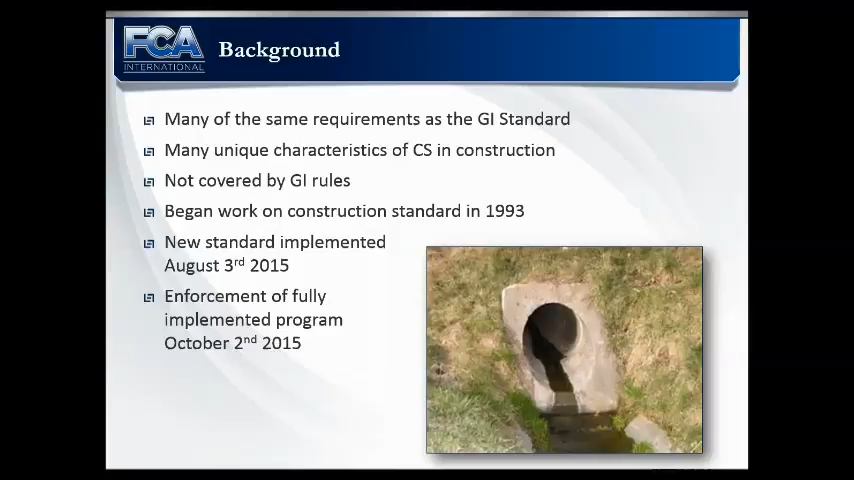 FCA
INTERNATIONAL
Background
Many of the same requirements as the GI Standard
Many unique characteristics of CS in construction
Not covered by GI rules
Began work on construction standard in 1993
New standard implemented
August 3rd 2015
Enforcement of fully
implemented program
October 2nd 2015